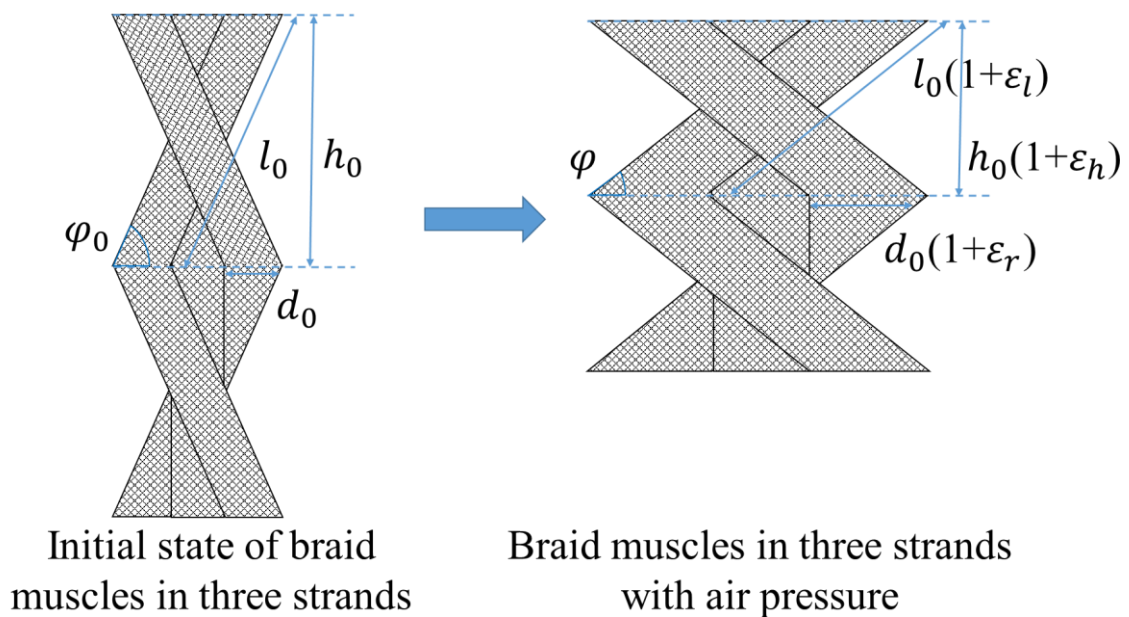 l₀
h₀
φ₀
d₀
Initial state of braid
muscles in three strands
l₀(1+εₗ)
h₀(1+εₕ)
φ
d₀(1+εᵣ)
Braid muscles in three strands
with air pressure